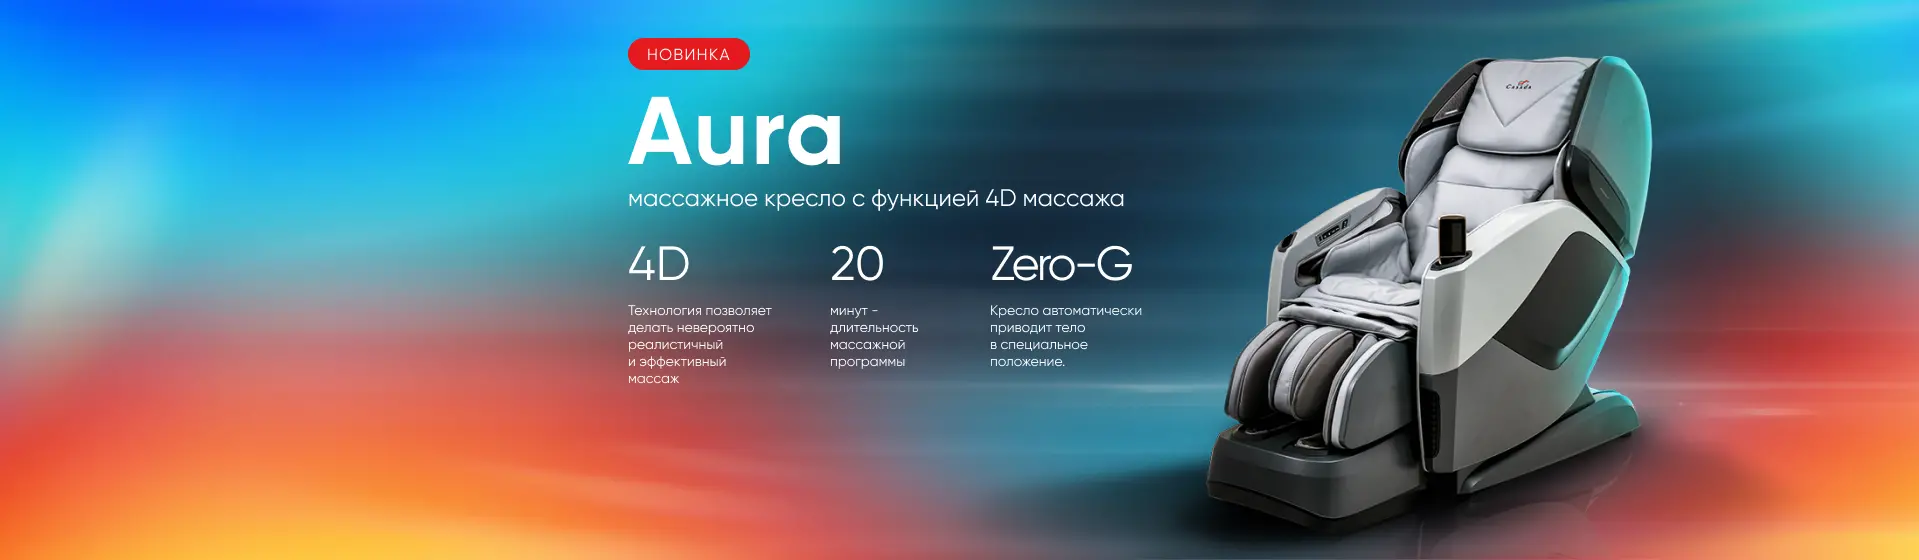 НОВИНКА
Aura
массажное кресло с функцией 4D массажа
4D
Технология позволяет
делать невероятно
реалистичный
и эффективный
массаж
20
минут -
длительность
массажной
программы
Zero-G
Кресло автоматически
приводит тело
в специальное
положение.
Casada